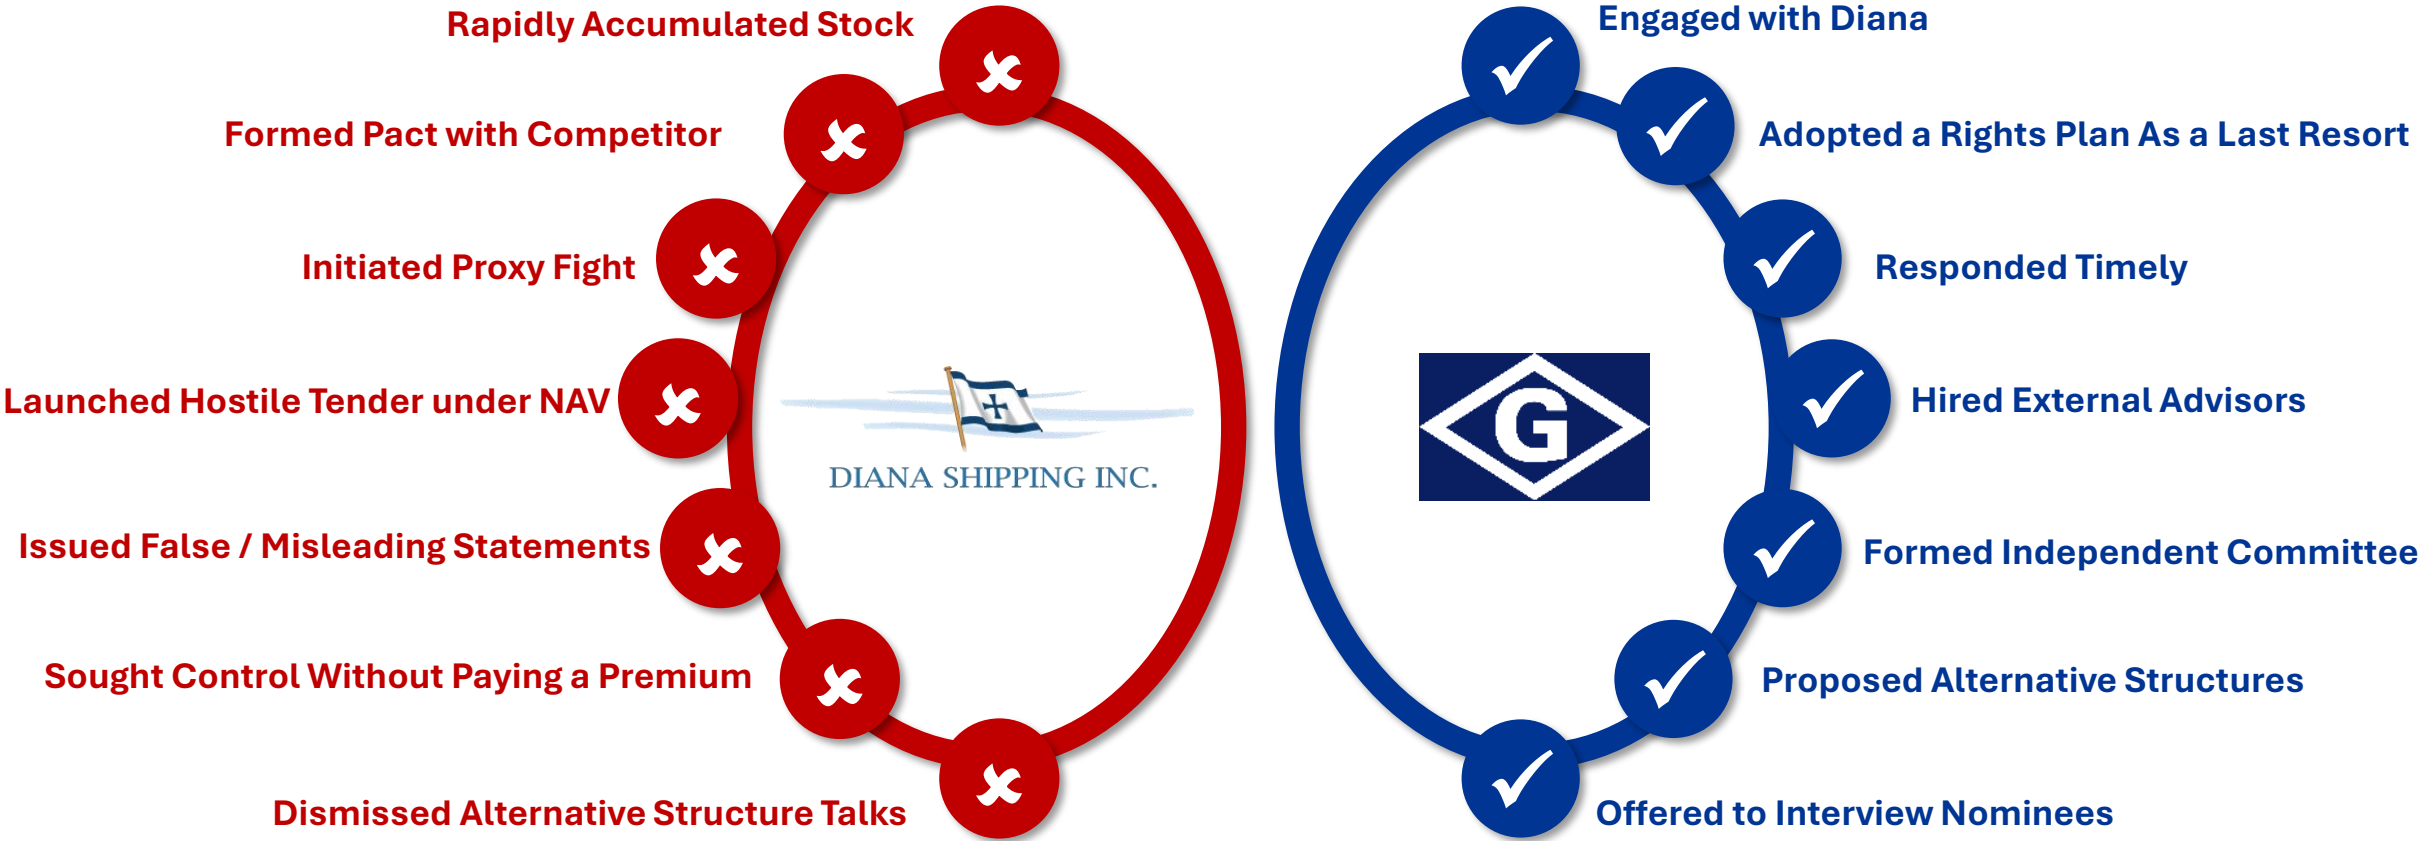 Rapidly Accumulated Stock
Formed Pact with Competitor
Initiated Proxy Fight
Launched Hostile Tender under NAV
Issued False / Misleading Statements
Sought Control Without Paying a Premium
Dismissed Alternative Structure Talks
DIANA SHIPPING INC.
Engaged with Diana
Adopted a Rights Plan As a Last Resort
Responded Timely
Hired External Advisors
Formed Independent Committee
Proposed Alternative Structures
Offered to Interview Nominees
G